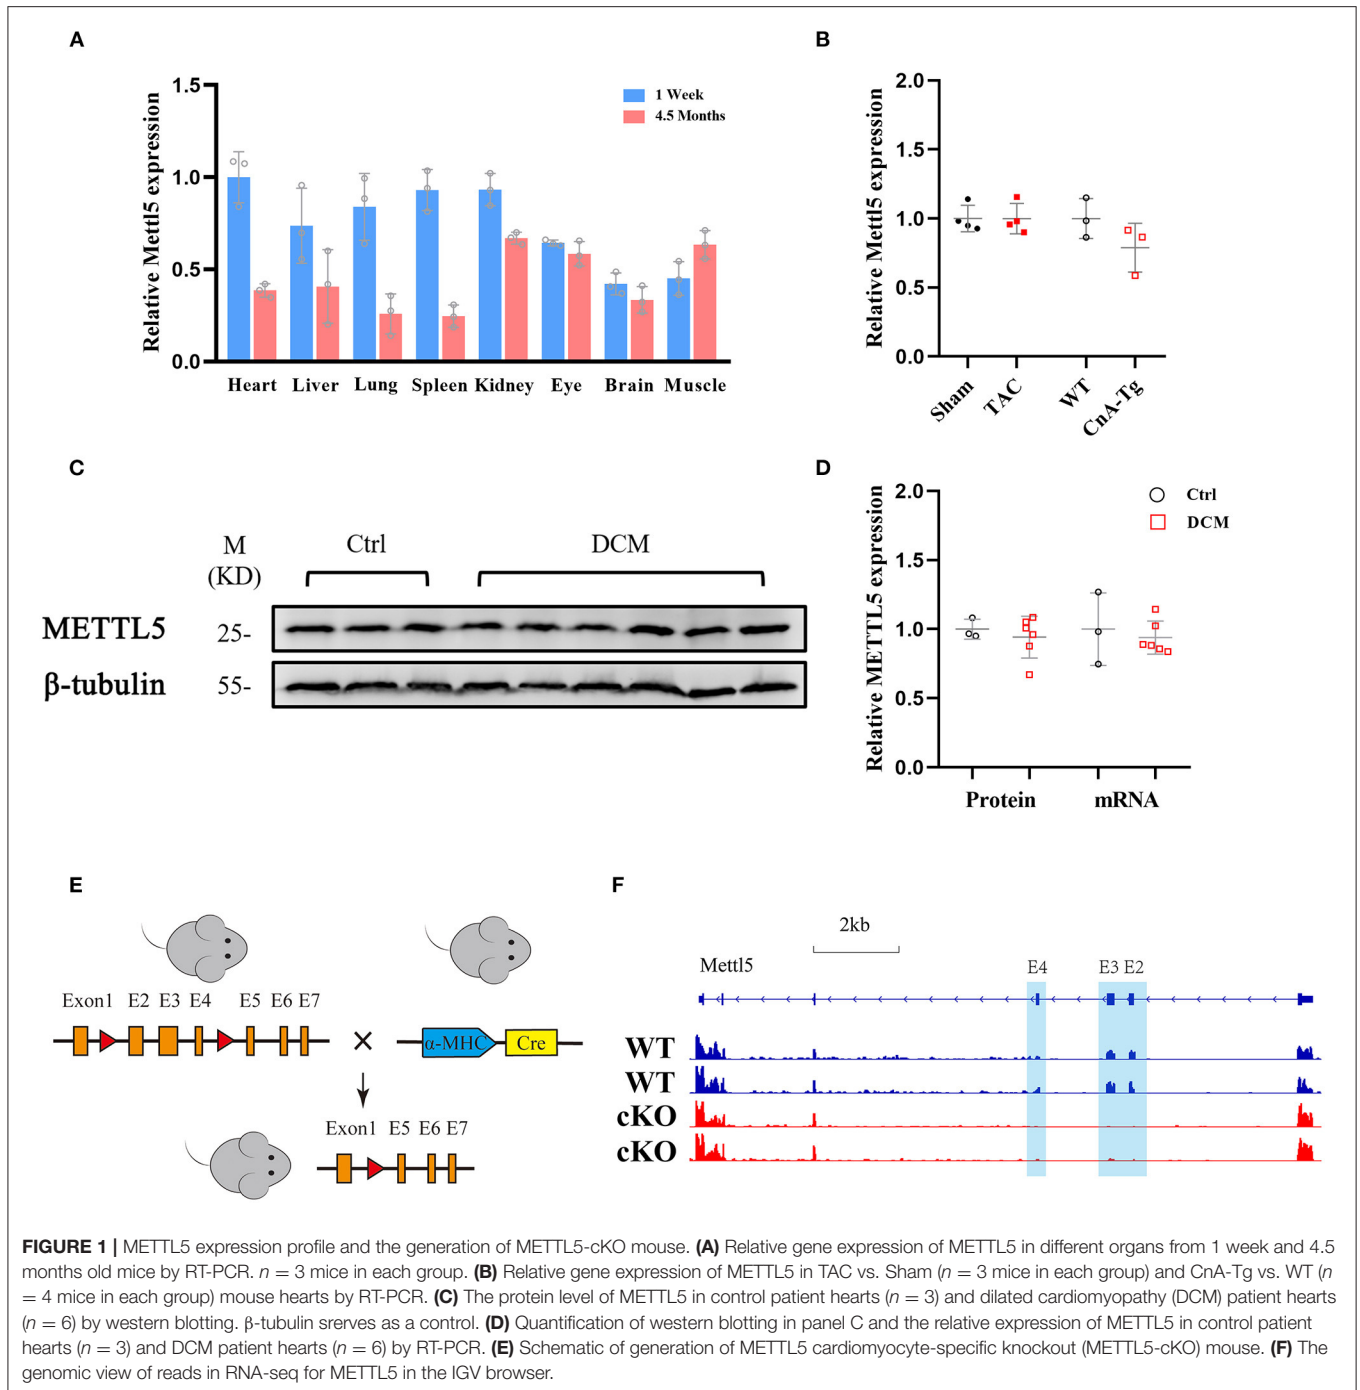 A
Relative Mettl5 expression
1.5
1.0
0.5
0.0
1 Week
4.5 Months
Heart Liver Lung Spleen Kidney Eye Brain Muscle
B
Relative Mettl5 expression
2.0
1.5
1.0
0.5
0.0
Sham TAC WT CnA-Tg
C
M
(KD)
Ctrl DCM
METTL5 25-
β-tubulin 55-
D
Relative METTL5 expression
2.0
1.5
1.0
0.5
0.0
Ctrl
DCM
Protein mRNA
E
Exon1 E2 E3 E4 E5 E6 E7
× α-MHC Cre
Exon1 E5 E6 E7
F
2kb
Mettl5 E4 E3 E2
WT
WT
cKO
cKO
FIGURE 1 | METTL5 expression profile and the generation of METTL5-cKO mouse. (A) Relative gene expression of METTL5 in different organs from 1 week and 4.5
months old mice by RT-PCR. n = 3 mice in each group. (B) Relative gene expression of METTL5 in TAC vs. Sham (n = 3 mice in each group) and CnA-Tg vs. WT (n
= 4 mice in each group) mouse hearts by RT-PCR. (C) The protein level of METTL5 in control patient hearts (n = 3) and dilated cardiomyopathy (DCM) patient hearts
(n = 6) by western blotting. β-tubulin srerves as a control. (D) Quantification of western blotting in panel C and the relative expression of METTL5 in control patient
hearts (n = 3) and DCM patient hearts (n = 6) by RT-PCR. (E) Schematic of generation of METTL5 cardiomyocyte-specific knockout (METTL5-cKO) mouse. (F) The
genomic view of reads in RNA-seq for METTL5 in the IGV browser.